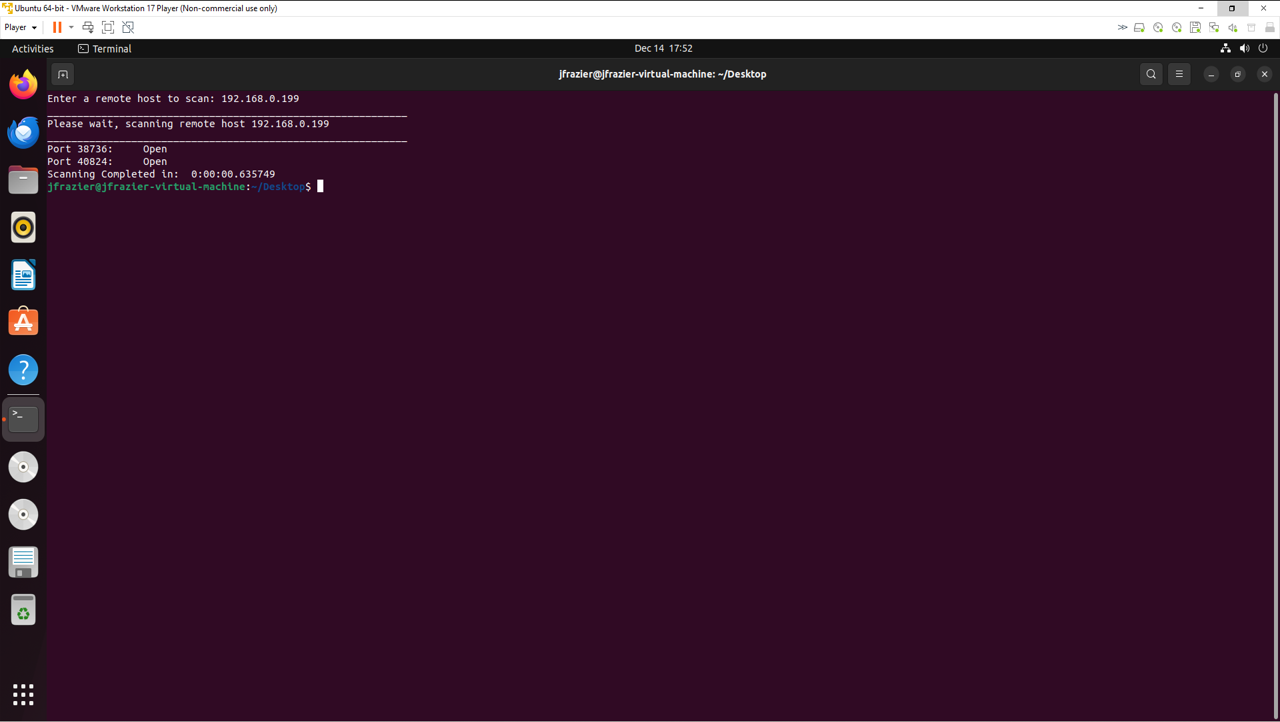 Ubuntu 64-bit - VMware Workstation 17 Player (Non-commercial use only)
Player
Activities
Terminal
Dec 14 17:52
jfrazier@jfrazier-virtual-machine: ~/Desktop
Enter a remote host to scan: 192.168.0.199
____________________________________________________________
Please wait, scanning remote host 192.168.0.199
____________________________________________________________
Port 38736: Open
Port 40824: Open
Scanning Completed in: 0:00:00.635749
jfrazier@jfrazier-virtual-machine:~/Desktop$